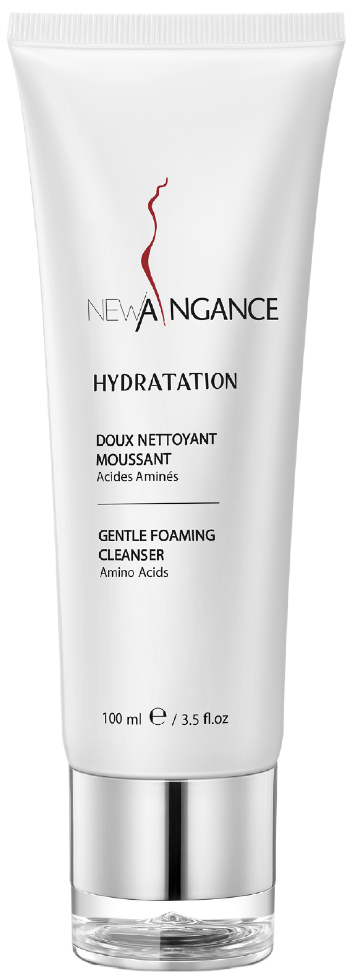 NEWANGANCE
HYDRATATION
DOUX NETTOYANT
MOUSSANT
Acides Aminés
GENTLE FOAMING
CLEANSER
Amino Acids
100 ml ℮ / 3.5 fl.oz